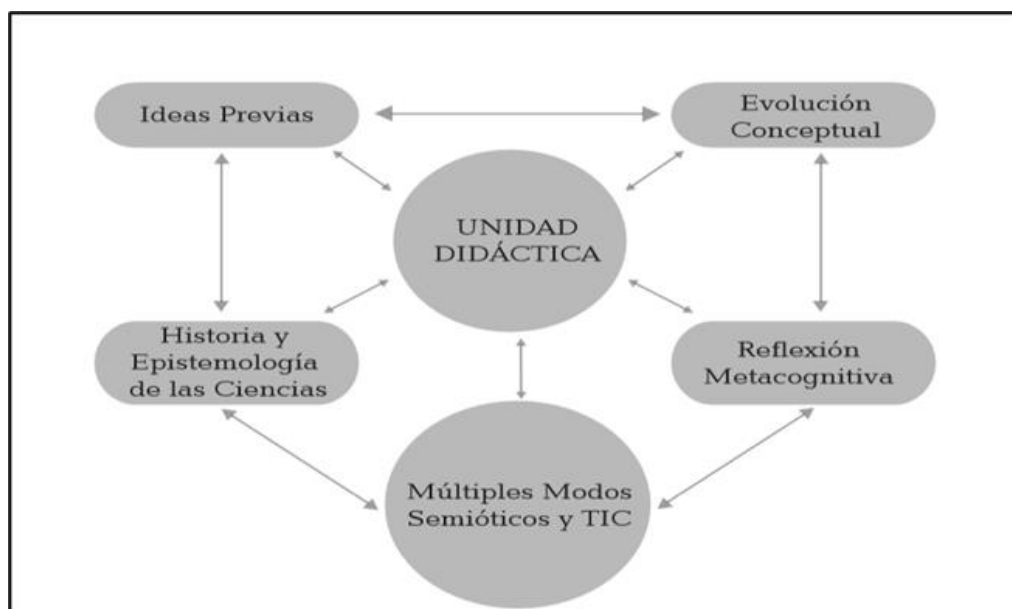 Ideas Previas
Evolución
Conceptual
UNIDAD
DIDÁCTICA
Historia y
Epistemología
de las Ciencias
Reflexión
Metacognitiva
Múltiples Modos
Semióticos y TIC